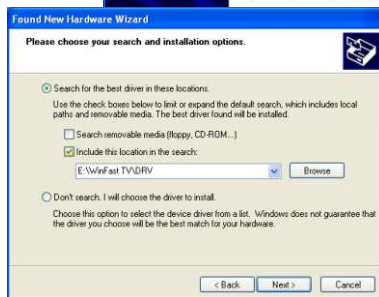 Found New Hardware Wizard
Please choose your search and installation options.
Search for the best driver in these locations.
Use the check boxes below to limit or expand the default search, which includes local
paths and removable media. The best driver found will be installed.
Search removable media (floppy, CD-ROM...)
Include this location in the search:
E:\WinFast TV\DRV
Browse
Don't search. I will choose the driver to install.
Choose this option to select the device driver from a list. Windows does not guarantee that
the driver you choose will be the best match for your hardware.
< Back Next > Cancel